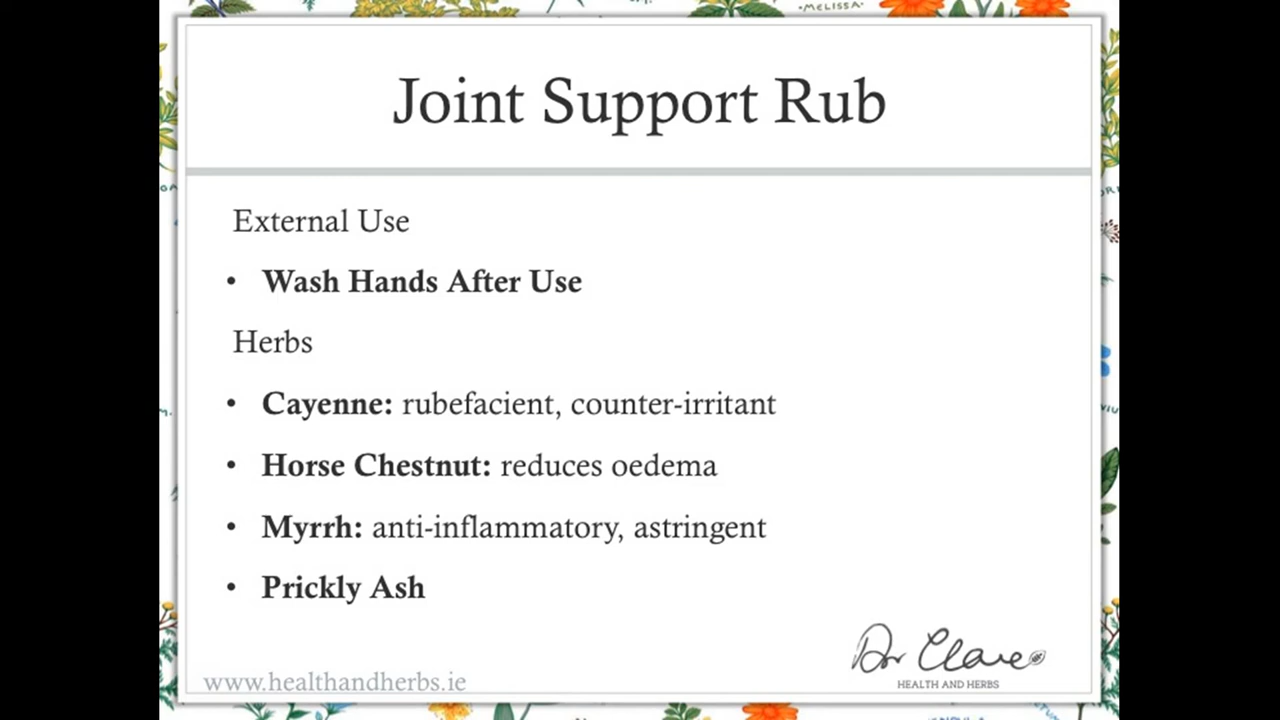 ·MELISSA·
Joint Support Rub
External Use
• Wash Hands After Use
Herbs
• Cayenne: rubefacient, counter-irritant
• Horse Chestnut: reduces oedema
• Myrrh: anti-inflammatory, astringent
• Prickly Ash
Dr Clare
HEALTH AND HERBS
www.healthandherbs.ie